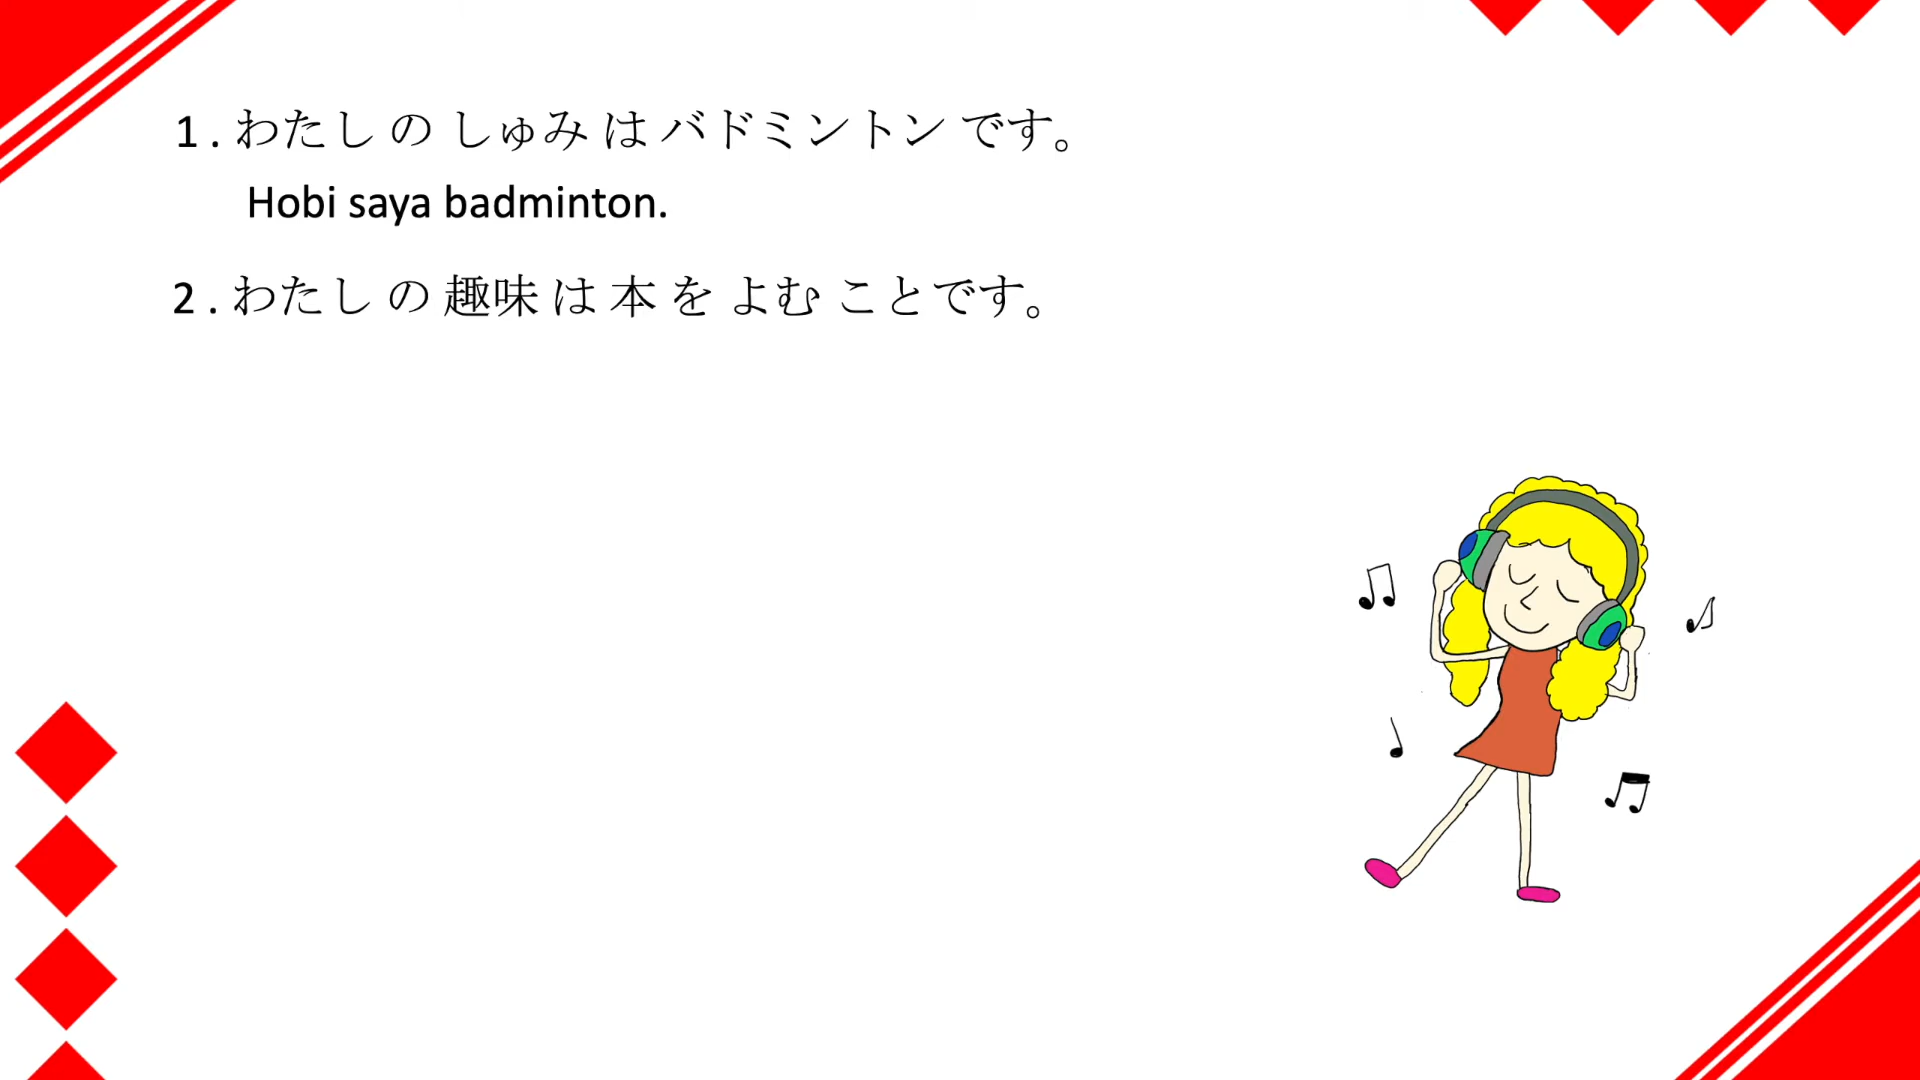 1 . わたし の しゅみ は バドミントン です。
Hobi saya badminton.
2 . わたし の 趣味 は 本 を よむ ことです。